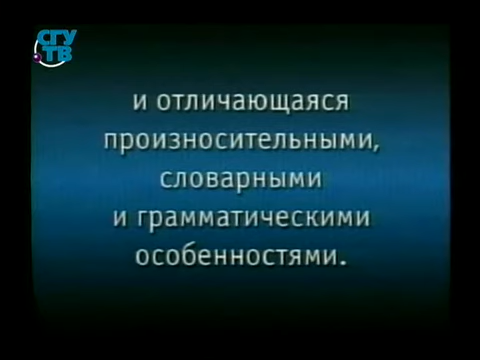 СГУ
ТВ
и отличающаяся
произносительными,
словарными
и грамматическими
особенностями.